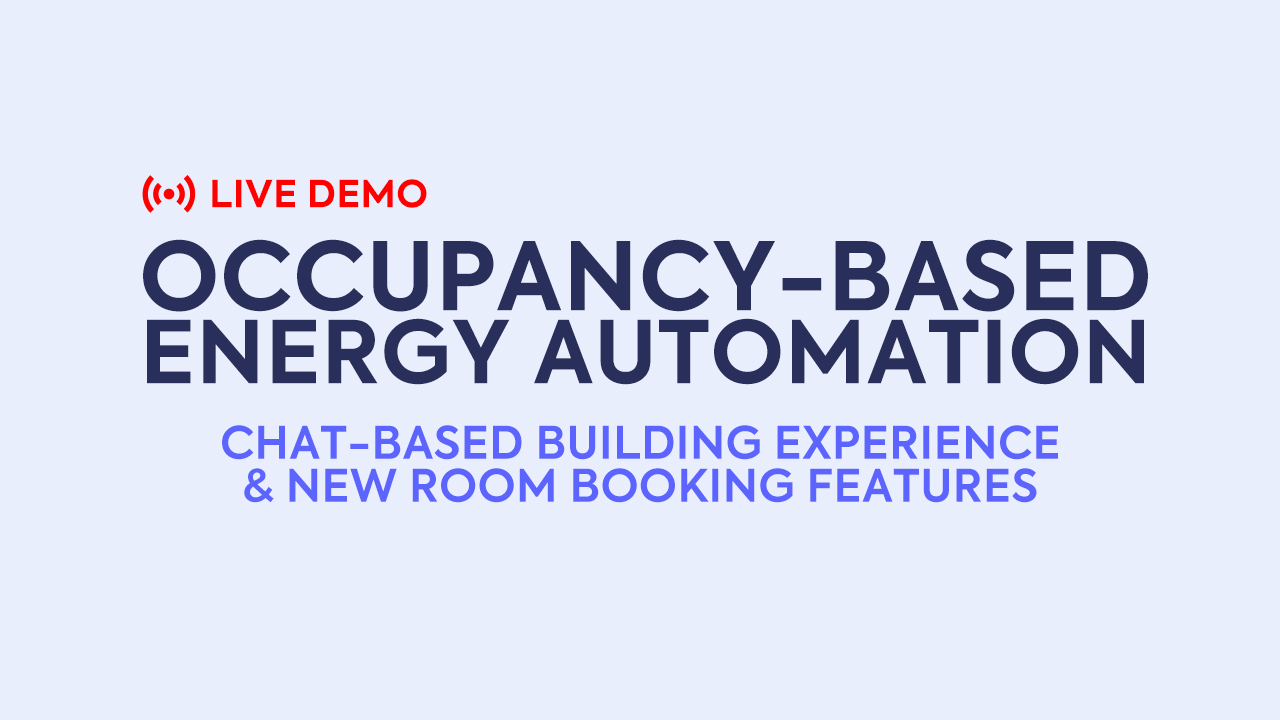 LIVE DEMO
OCCUPANCY-BASED
ENERGY AUTOMATION
CHAT-BASED BUILDING EXPERIENCE
& NEW ROOM BOOKING FEATURES